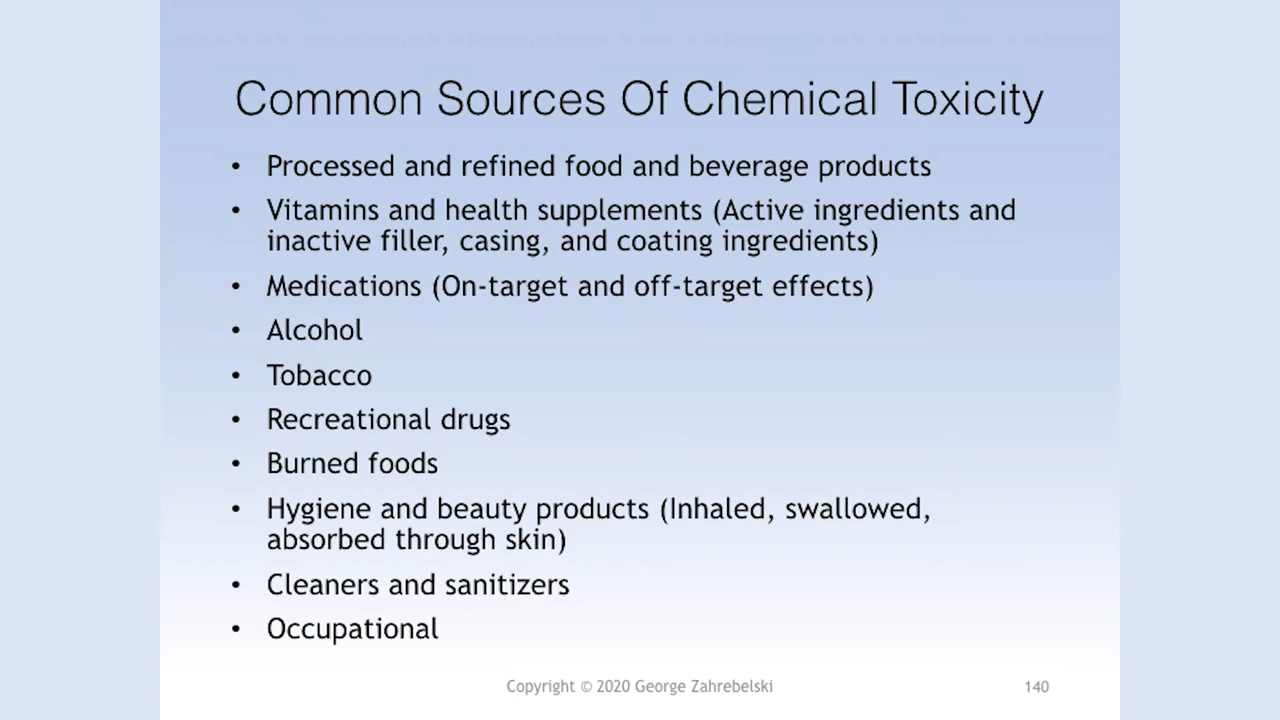 Common Sources Of Chemical Toxicity
• Processed and refined food and beverage products
• Vitamins and health supplements (Active ingredients and
inactive filler, casing, and coating ingredients)
• Medications (On-target and off-target effects)
• Alcohol
• Tobacco
• Recreational drugs
• Burned foods
• Hygiene and beauty products (Inhaled, swallowed,
absorbed through skin)
• Cleaners and sanitizers
• Occupational
Copyright © 2020 George Zahrebelski
140